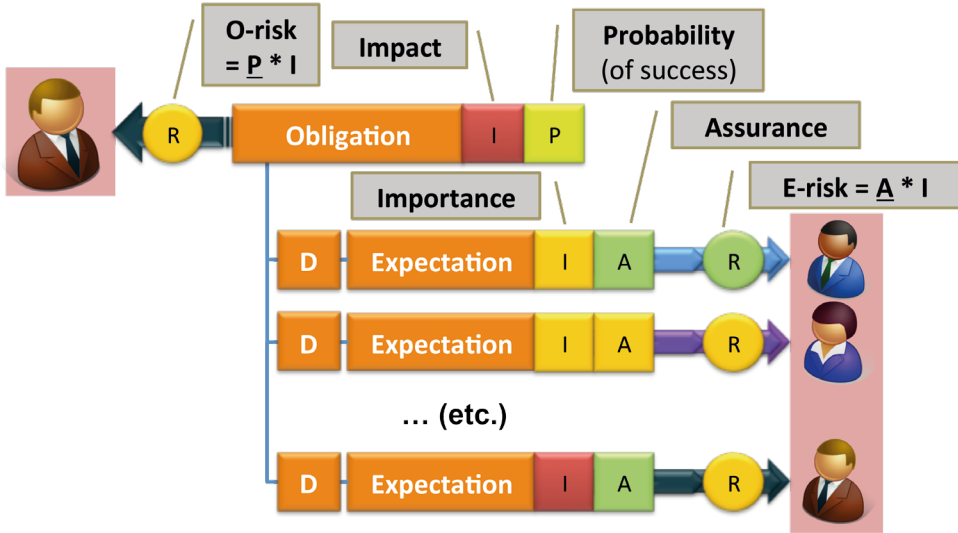 O-risk
= P * I
Impact
Probability
(of success)
R
Obligation
I
P
Assurance
Importance
E-risk = A * I
D
Expectation
I
A
R
D
Expectation
I
A
R
... (etc.)
D
Expectation
I
A
R